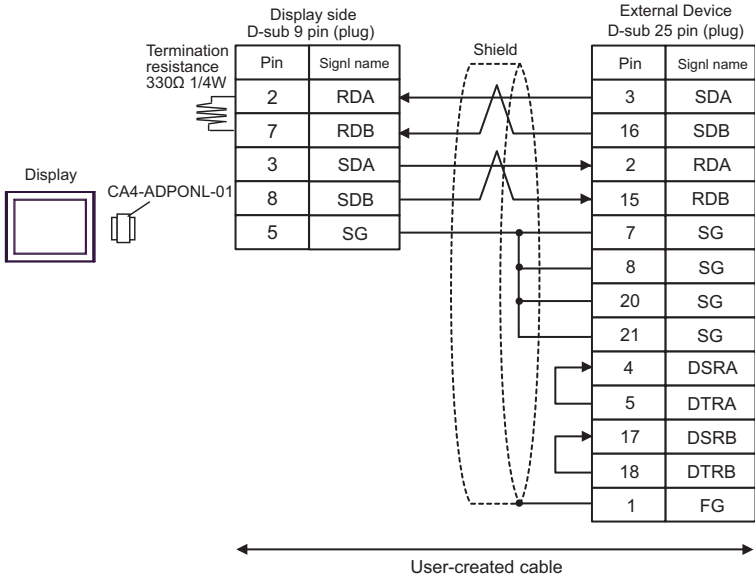 Display side
D-sub 9 pin (plug)
External Device
D-sub 25 pin (plug)
Termination
resistance
330Ω 1/4W
Shield
Pin Signl name
2 RDA
7 RDB
3 SDA
8 SDB
5 SG
Pin Signl name
3 SDA
16 SDB
2 RDA
15 RDB
7 SG
8 SG
20 SG
21 SG
4 DSRA
5 DTRA
17 DSRB
18 DTRB
1 FG
Display
CA4-ADPONL-01
User-created cable